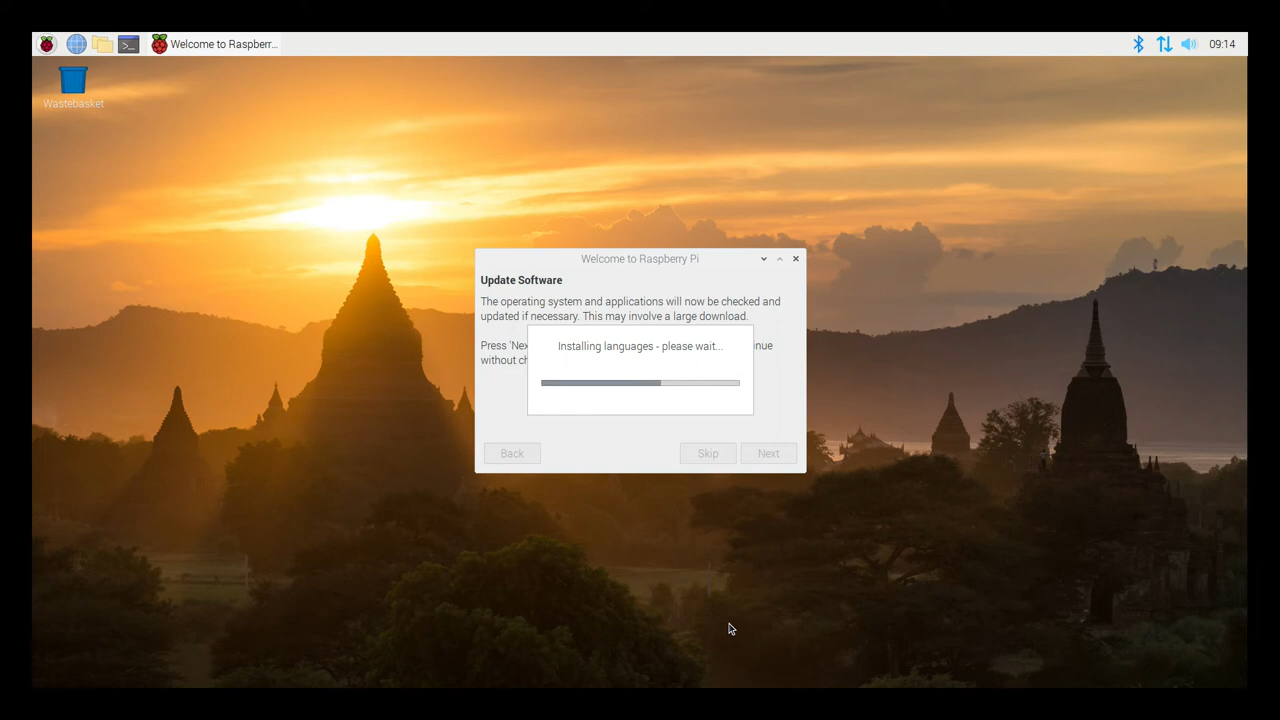 Welcome to Raspberr...
09:14
Wastebasket
Welcome to Raspberry Pi
Update Software
The operating system and applications will now be checked and
updated if necessary. This may involve a large download.
Press 'Nex
without ch
Installing languages - please wait...
Back
Skip
Next